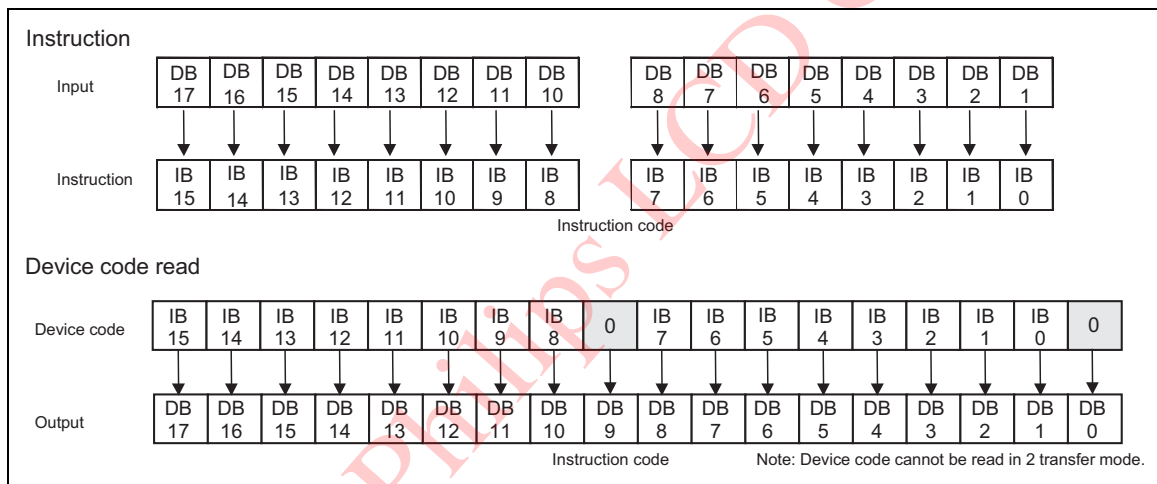 Instruction
Input
DB 17 DB 16 DB 15 DB 14 DB 13 DB 12 DB 11 DB 10 DB 8 DB 7 DB 6 DB 5 DB 4 DB 3 DB 2 DB 1
Instruction
IB 15 IB 14 IB 13 IB 12 IB 11 IB 10 IB 9 IB 8 IB 7 IB 6 IB 5 IB 4 IB 3 IB 2 IB 1 IB 0
Instruction code
Device code read
Device code
IB 15 IB 14 IB 13 IB 12 IB 11 IB 10 IB 9 IB 8 0 IB 7 IB 6 IB 5 IB 4 IB 3 IB 2 IB 1 IB 0 0
Output
DB 17 DB 16 DB 15 DB 14 DB 13 DB 12 DB 11 DB 10 DB 9 DB 8 DB 7 DB 6 DB 5 DB 4 DB 3 DB 2 DB 1 DB 0
Instruction code
Note: Device code cannot be read in 2 transfer mode.
Philips LCD